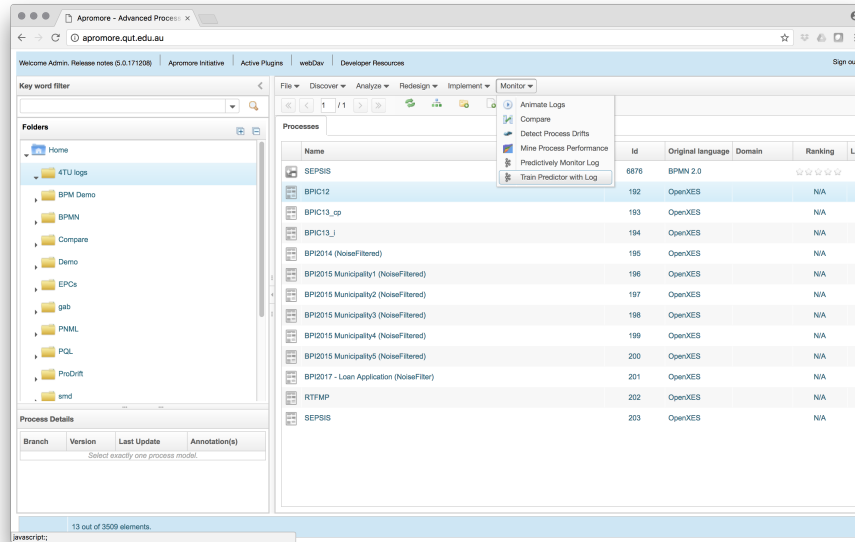 Apromore - Advanced Process
apromore.qut.edu.au
Welcome Admin. Release notes (5.0.171208) Apromore Initiative Active Plugins webDav Developer Resources Sign ou
Key word filter
File Discover Analyze Redesign Implement Monitor
1 / 1
Animate Logs
Compare
Detect Process Drifts
Mine Process Performance
Predictively Monitor Log
Train Predictor with Log
Folders
Home
4TU logs
BPM Demo
BPMN
Compare
Demo
EPCs
gab
PNML
PQL
ProDrift
smd
Processes
Name Id Original language Domain Ranking L
SEPSIS 6876 BPMN 2.0
BPIC12 192 OpenXES N/A
BPIC13_cp 193 OpenXES N/A
BPIC13_i 194 OpenXES N/A
BPI2014 (NoiseFiltered) 195 OpenXES N/A
BPI2015 Municipality1 (NoiseFiltered) 196 OpenXES N/A
BPI2015 Municipality2 (NoiseFiltered) 197 OpenXES N/A
BPI2015 Municipality3 (NoiseFiltered) 198 OpenXES N/A
BPI2015 Municipality4 (NoiseFiltered) 199 OpenXES N/A
BPI2015 Municipality5 (NoiseFiltered) 200 OpenXES N/A
BPI2017 - Loan Application (NoiseFilter) 201 OpenXES N/A
RTFMP 202 OpenXES N/A
SEPSIS 203 OpenXES N/A
Process Details
Branch Version Last Update Annotation(s)
Select exactly one process model.
13 out of 3509 elements.
javascript:;